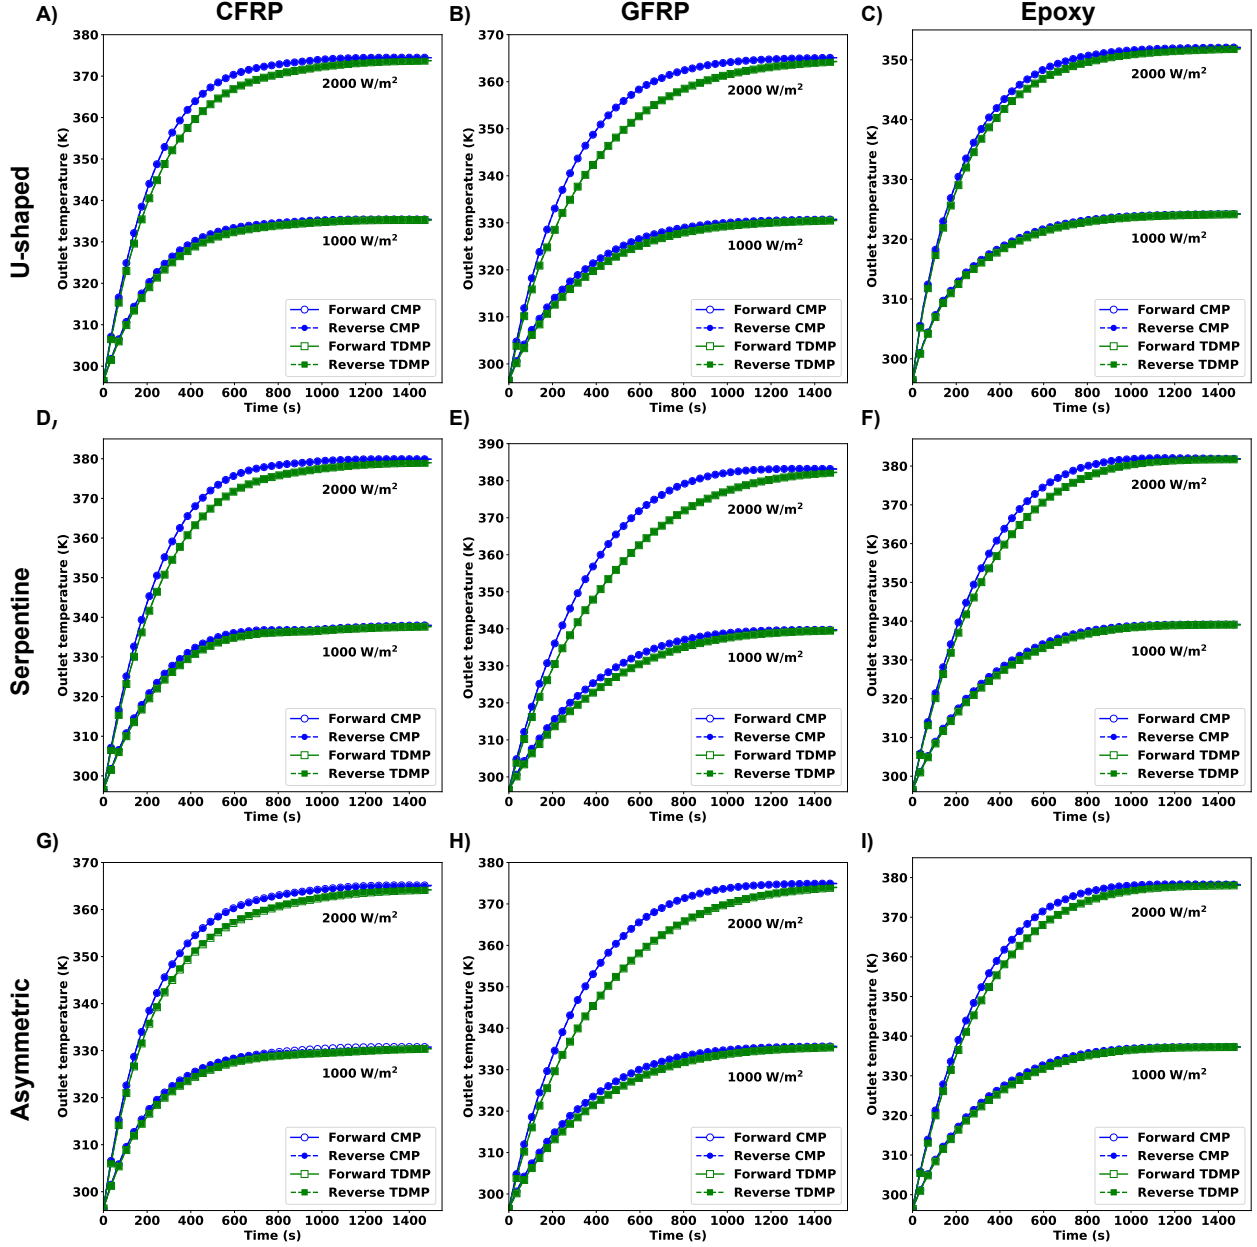 CFRP
GFRP
Epoxy
U-shaped
Serpentine
Asymmetric
A)
380
370
360
350
340
330
320
310
300
Outlet temperature (K)
2000 W/m²
1000 W/m²
Forward CMP
Reverse CMP
Forward TDMP
Reverse TDMP
0 200 400 600 800 1000 1200 1400
Time (s)
B)
370
360
350
340
330
320
310
300
Outlet temperature (K)
2000 W/m²
1000 W/m²
Forward CMP
Reverse CMP
Forward TDMP
Reverse TDMP
0 200 400 600 800 1000 1200 1400
Time (s)
C)
350
340
330
320
310
300
Outlet temperature (K)
2000 W/m²
1000 W/m²
Forward CMP
Reverse CMP
Forward TDMP
Reverse TDMP
0 200 400 600 800 1000 1200 1400
Time (s)
D,
380
370
360
350
340
330
320
310
300
Outlet temperature (K)
2000 W/m²
1000 W/m²
Forward CMP
Reverse CMP
Forward TDMP
Reverse TDMP
0 200 400 600 800 1000 1200 1400
Time (s)
E)
390
380
370
360
350
340
330
320
310
300
Outlet temperature (K)
2000 W/m²
1000 W/m²
Forward CMP
Reverse CMP
Forward TDMP
Reverse TDMP
0 200 400 600 800 1000 1200 1400
Time (s)
F)
380
370
360
350
340
330
320
310
300
Outlet temperature (K)
2000 W/m²
1000 W/m²
Forward CMP
Reverse CMP
Forward TDMP
Reverse TDMP
0 200 400 600 800 1000 1200 1400
Time (s)
G)
370
360
350
340
330
320
310
300
Outlet temperature (K)
2000 W/m²
1000 W/m²
Forward CMP
Reverse CMP
Forward TDMP
Reverse TDMP
0 200 400 600 800 1000 1200 1400
Time (s)
H)
380
370
360
350
340
330
320
310
300
Outlet temperature (K)
2000 W/m²
1000 W/m²
Forward CMP
Reverse CMP
Forward TDMP
Reverse TDMP
0 200 400 600 800 1000 1200 1400
Time (s)
I)
380
370
360
350
340
330
320
310
300
Outlet temperature (K)
2000 W/m²
1000 W/m²
Forward CMP
Reverse CMP
Forward TDMP
Reverse TDMP
0 200 400 600 800 1000 1200 1400
Time (s)